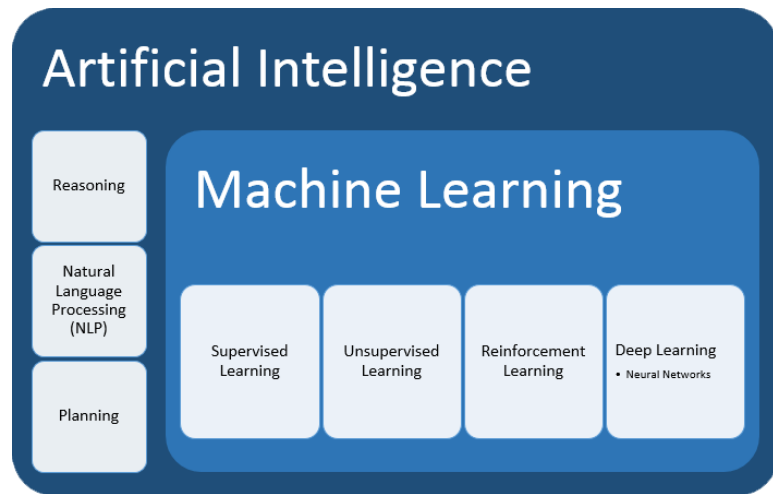 Artificial Intelligence
Reasoning
Natural
Language
Processing
(NLP)
Planning
Machine Learning
Supervised
Learning
Unsupervised
Learning
Reinforcement
Learning
Deep Learning
• Neural Networks